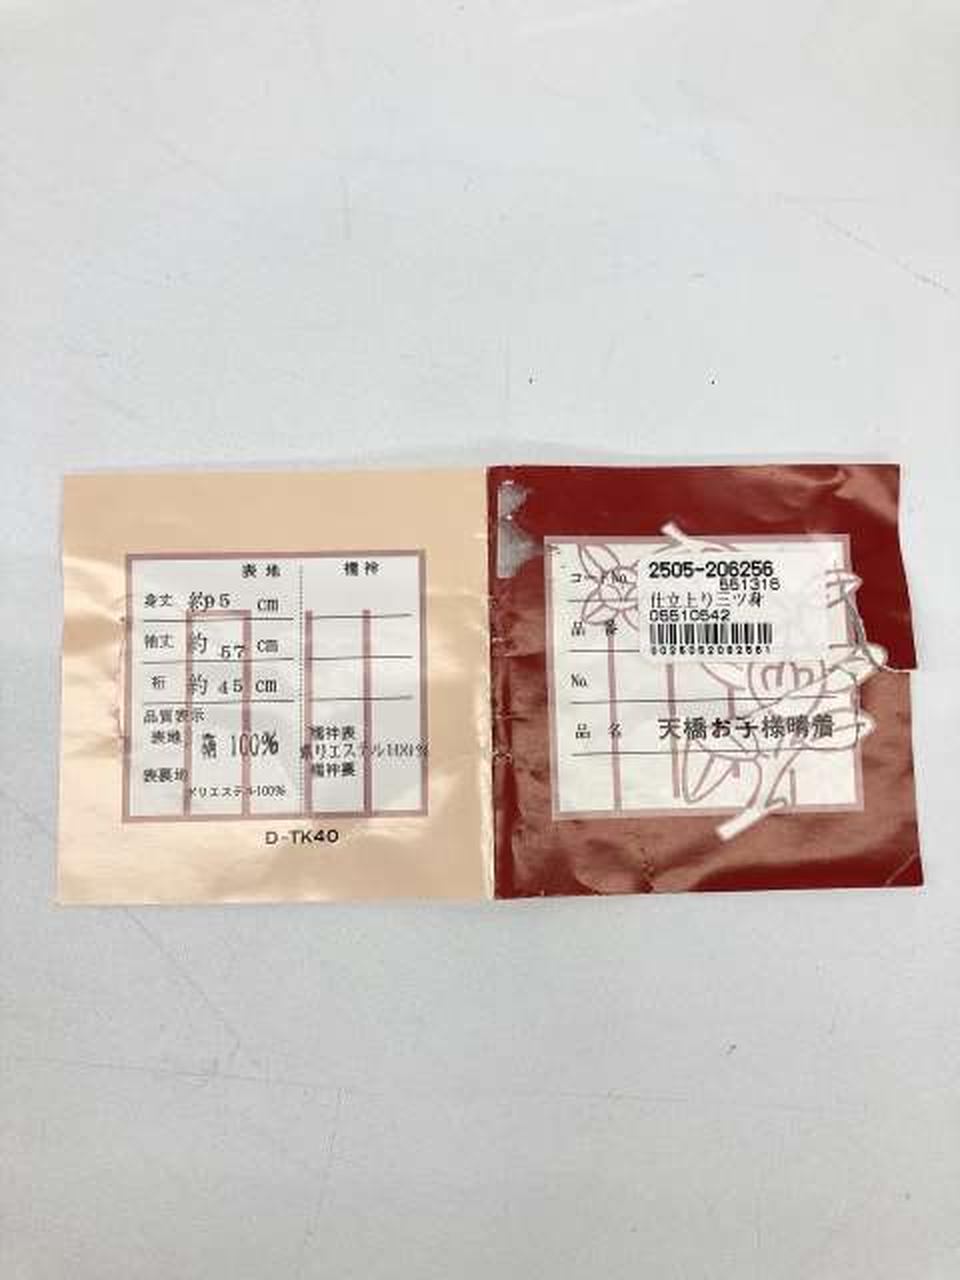 表地 襦袢
身丈 約95 cm
袖丈 約 57 cm
裄 約 45 cm
品質表示
表地 絹 100% 襦袢表
ポリエステル100%
表裏地 襦袢裏
ポリエステル100%
D-TK40
コードNo. 2505-206256
551316
仕立上り三ツ身
品番 05510542
No.
品名 天橋お子様晴着